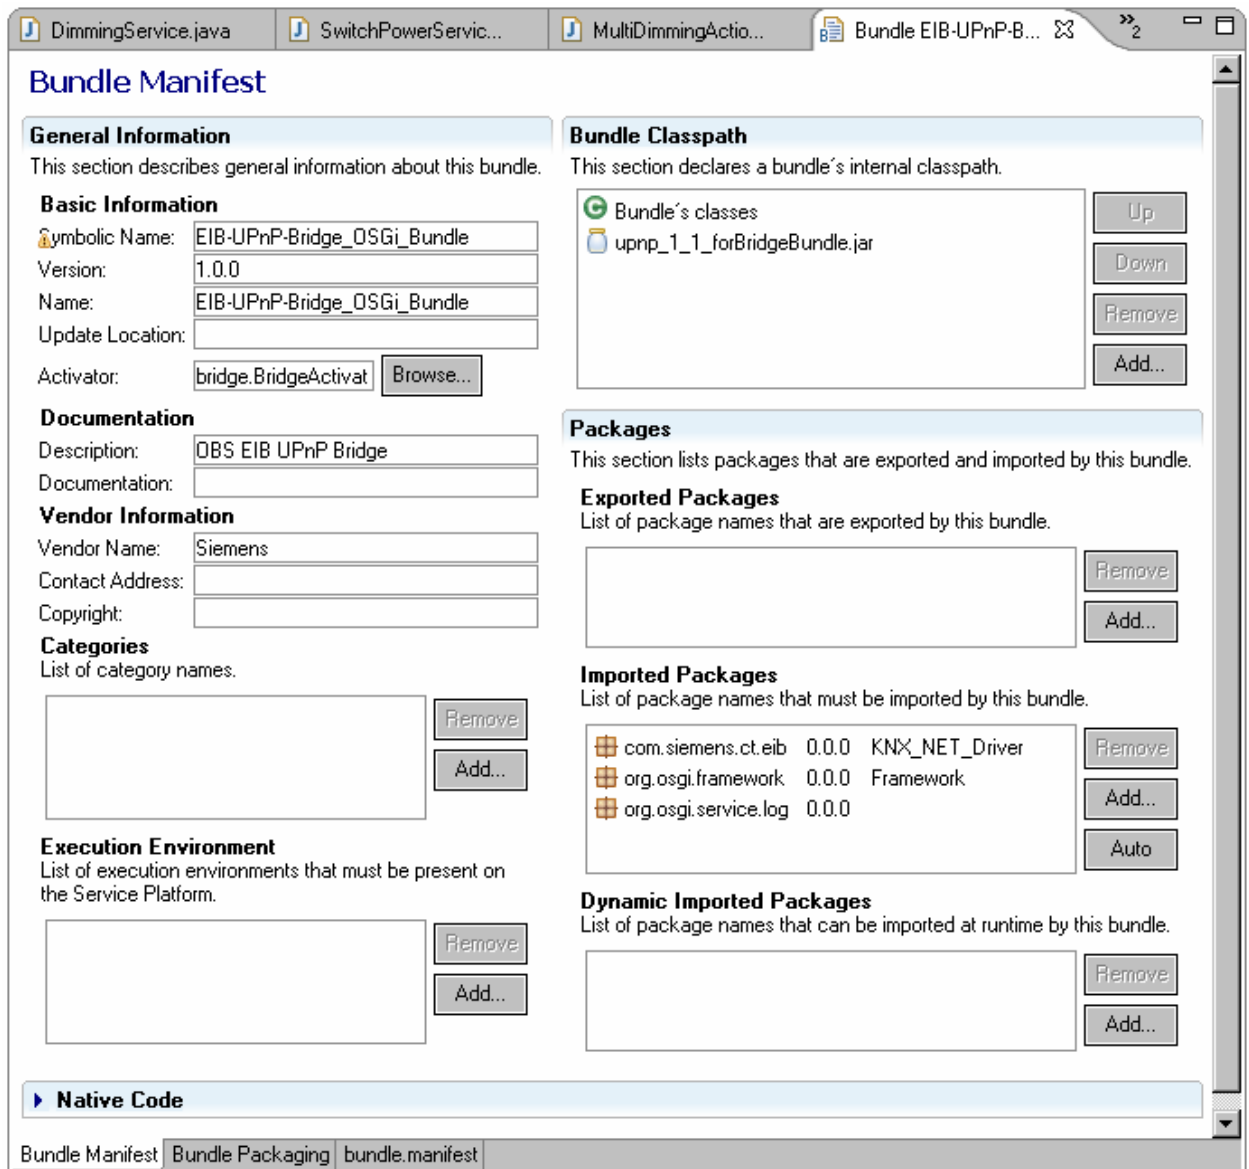 DimmingService.java
SwitchPowerServic...
MultiDimmingActio...
Bundle EIB-UPnP-B...
»2
Bundle Manifest
General Information
This section describes general information about this bundle.
Basic Information
Symbolic Name: EIB-UPnP-Bridge_OSGi_Bundle
Version: 1.0.0
Name: EIB-UPnP-Bridge_OSGi_Bundle
Update Location:
Activator: bridge.BridgeActivat Browse...
Documentation
Description: OBS EIB UPnP Bridge
Documentation:
Vendor Information
Vendor Name: Siemens
Contact Address:
Copyright:
Categories
List of category names.
Remove
Add...
Execution Environment
List of execution environments that must be present on
the Service Platform.
Remove
Add...
Bundle Classpath
This section declares a bundle´s internal classpath.
Bundle´s classes
upnp_1_1_forBridgeBundle.jar
Up
Down
Remove
Add...
Packages
This section lists packages that are exported and imported by this bundle.
Exported Packages
List of package names that are exported by this bundle.
Remove
Add...
Imported Packages
List of package names that must be imported by this bundle.
com.siemens.ct.eib 0.0.0 KNX_NET_Driver
org.osgi.framework 0.0.0 Framework
org.osgi.service.log 0.0.0
Remove
Add...
Auto
Dynamic Imported Packages
List of package names that can be imported at runtime by this bundle.
Remove
Add...
Native Code
Bundle Manifest
Bundle Packaging
bundle.manifest